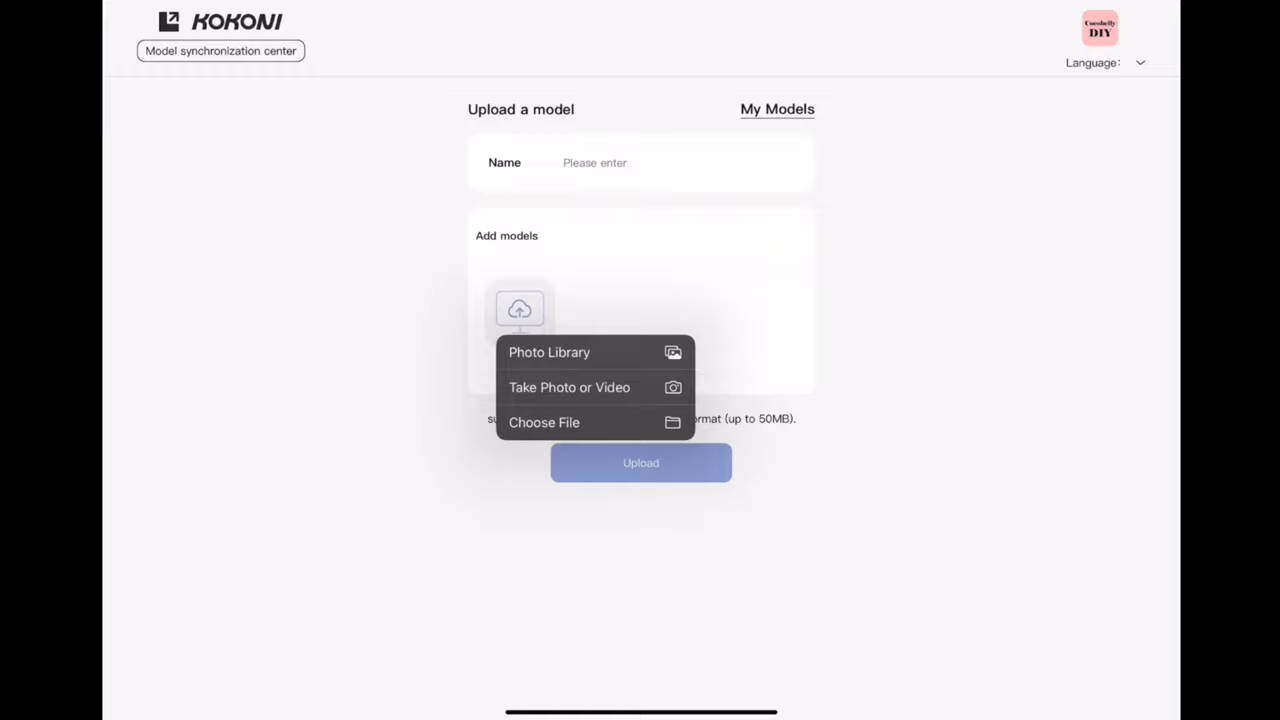 KOKONI
Model synchronization center
Cocobelly
DIY
Language:
Upload a model
My Models
Name
Please enter
Add models
Photo Library
Take Photo or Video
Choose File
(up to 50MB).
Upload